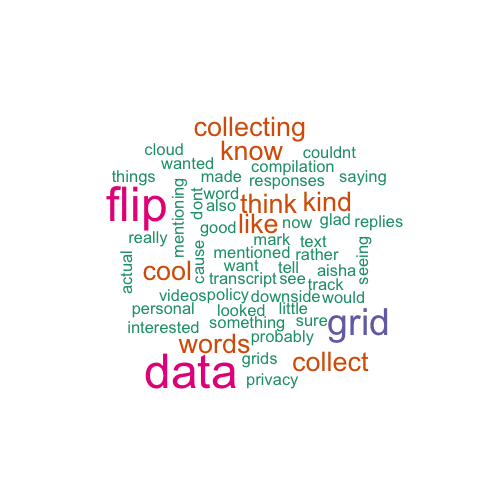 collecting
cloud know couldnt
wanted compilation
things made responses saying
flip mentioning dont word also think kind
good like now glad replies
really mark text
actual cause mentioned rather seeing
cool want tell aisha
transcript see track
videos policy downside would
personal looked little
interested something sure grid
words probably
data grids collect
privacy